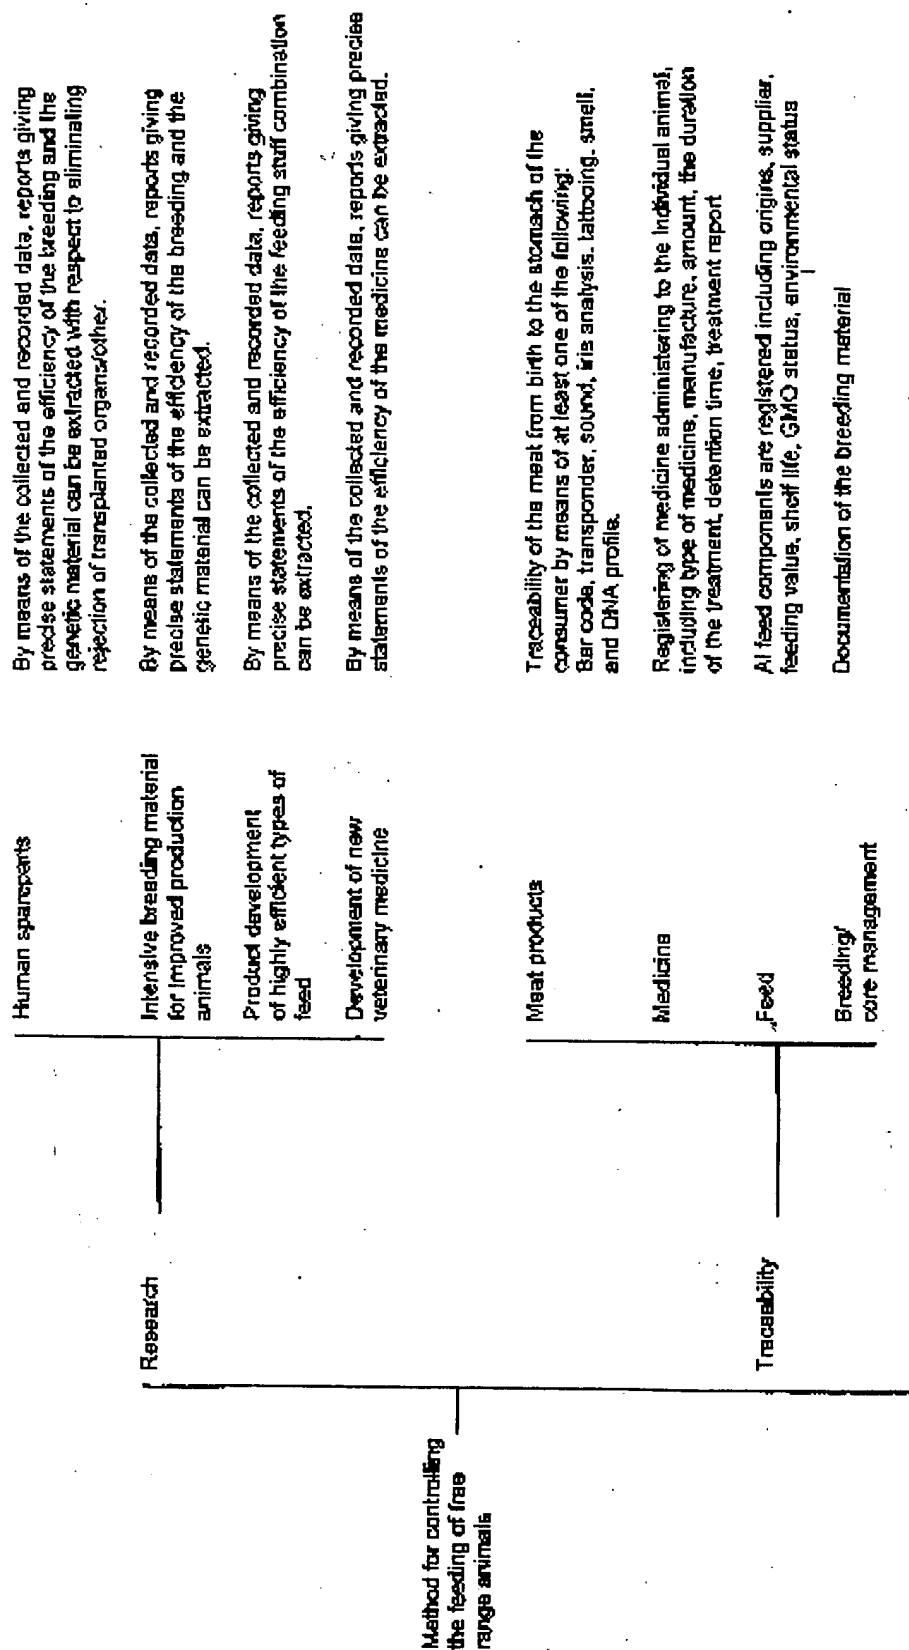 Method for controlling
the feeding of free
range animals
Research
Human spareparts
By means of the collected and recorded data, reports giving
precise statements of the efficiency of the breeding and the
genetic material can be extracted with respect to eliminating
rejection of transplanted organs/other.
Intensive breeding material
for improved production
animals
By means of the collected and recorded data, reports giving
precise statements of the efficiency of the breeding and the
genetic material can be extracted.
Product development
of highly efficient types of
feed
By means of the collected and recorded data, reports giving
precise statements of the efficiency of the feeding stuff combination
can be extracted.
Development of new
veterinary medicine
By means of the collected and recorded data, reports giving precise
statements of the efficiency of the medicine can be extracted.
Traceability
Meat products
Traceability of the meat from birth to the stomach of the
consumer by means of at least one of the following:
Bar code, transponder, sound, iris analysis, tattooing, smell,
and DNA profile.
Medicine
Registering of medicine administering to the individual animal,
including type of medicine, manufacture, amount, the duration
of the treatment, detention time, treatment report
Feed
Al feed components are registered including origins, supplier,
feeding value, shelf life, GMO status, environmental status
Breeding/
core management
Documentation of the breeding material